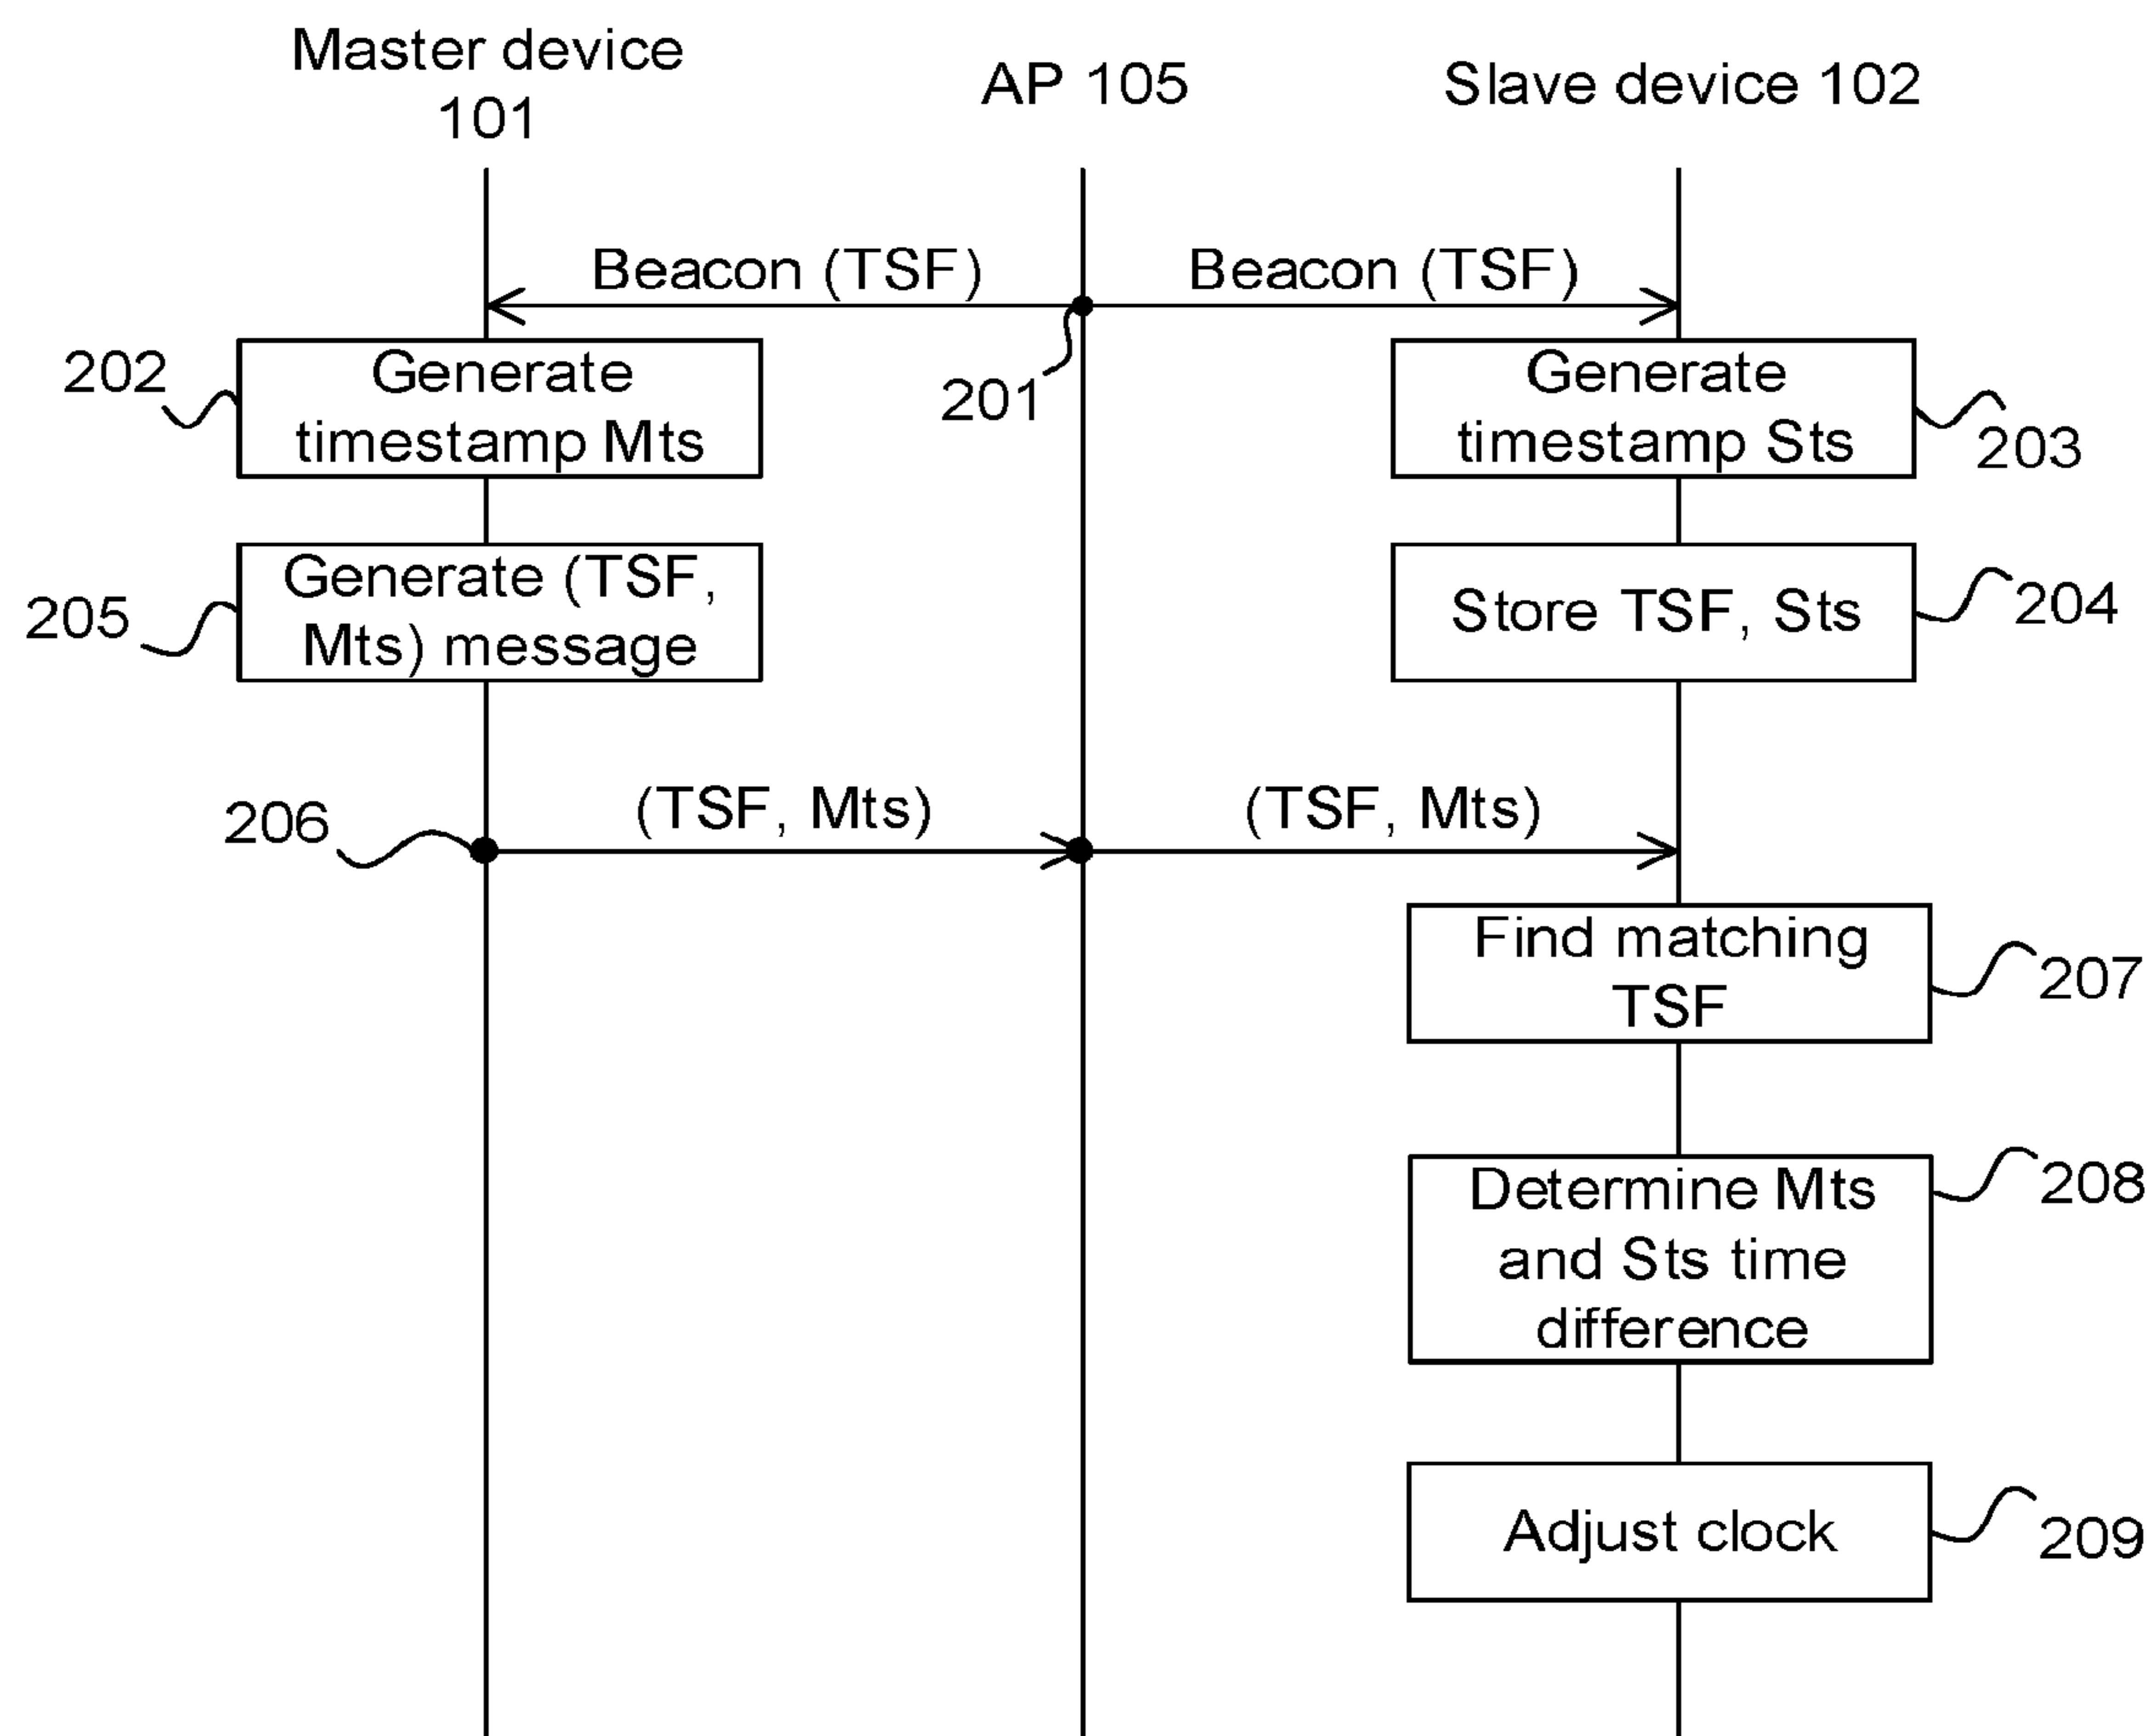 Master device
101
AP 105
Slave device 102
Beacon (TSF)
Beacon (TSF)
201
202
Generate
timestamp Mts
Generate
timestamp Sts
203
205
Generate (TSF,
Mts) message
Store TSF, Sts
204
206
(TSF, Mts)
(TSF, Mts)
Find matching
TSF
207
Determine Mts
and Sts time
difference
208
Adjust clock
209